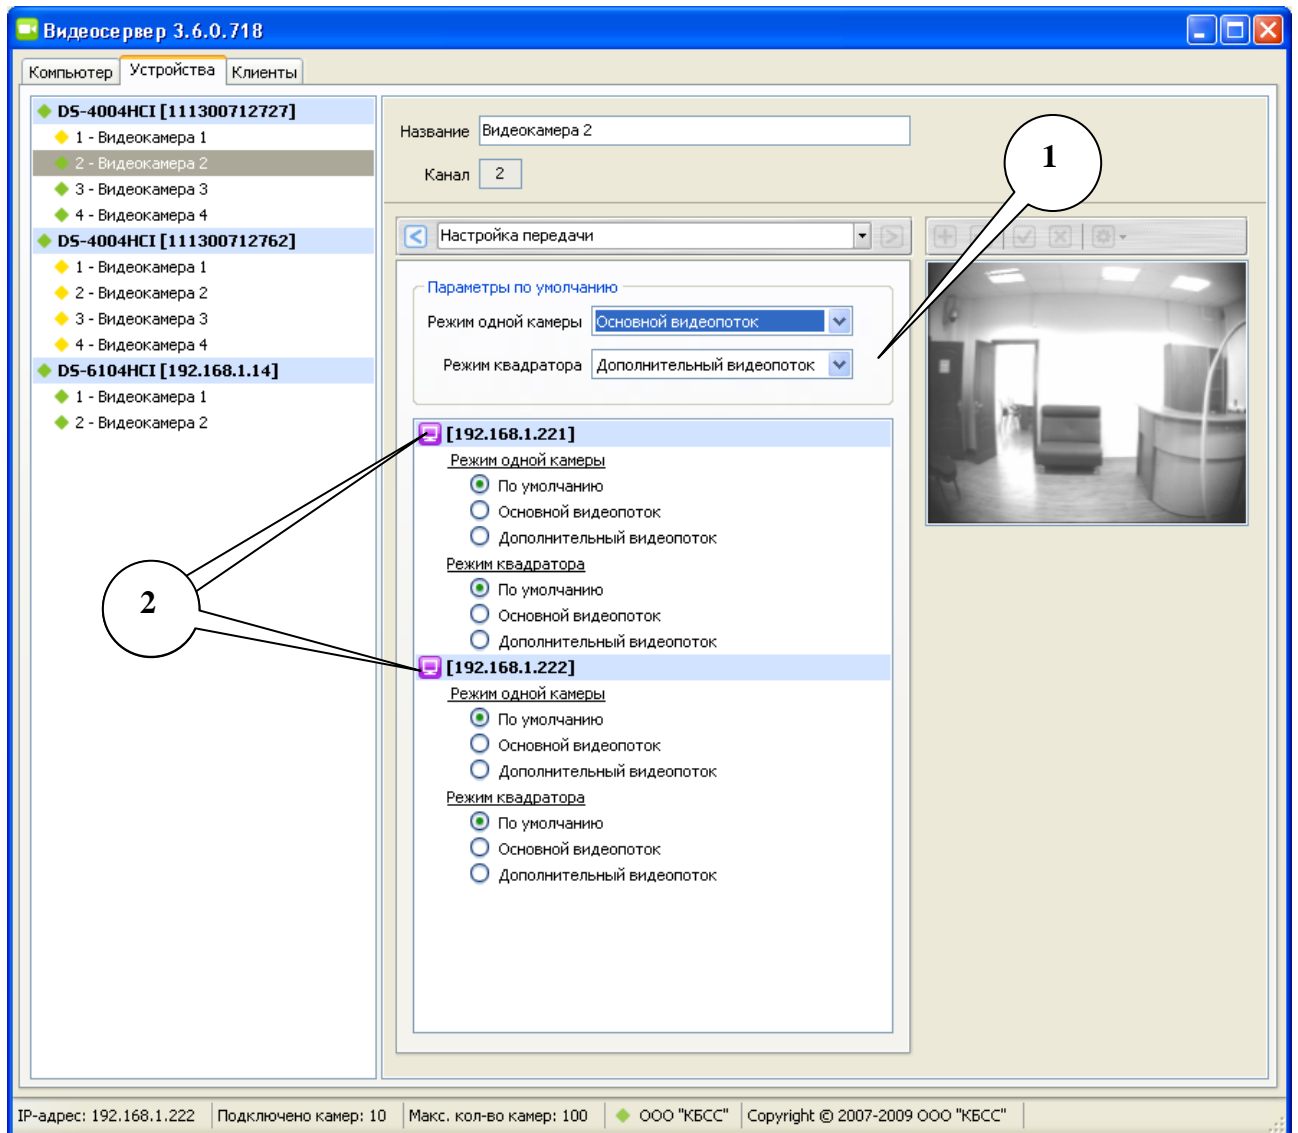 Видеосервер 3.6.0.718
Компьютер Устройства Клиенты
DS-4004HCI [111300712727]
1 - Видеокамера 1
2 - Видеокамера 2
3 - Видеокамера 3
4 - Видеокамера 4
DS-4004HCI [111300712762]
1 - Видеокамера 1
2 - Видеокамера 2
3 - Видеокамера 3
4 - Видеокамера 4
DS-6104HCI [192.168.1.14]
1 - Видеокамера 1
2 - Видеокамера 2
Название Видеокамера 2
Канал 2
1
Настройка передачи
Параметры по умолчанию
Режим одной камеры Основной видеопоток
Режим квадратора Дополнительный видеопоток
[192.168.1.221]
Режим одной камеры
По умолчанию
Основной видеопоток
Дополнительный видеопоток
Режим квадратора
По умолчанию
Основной видеопоток
Дополнительный видеопоток
2
[192.168.1.222]
Режим одной камеры
По умолчанию
Основной видеопоток
Дополнительный видеопоток
Режим квадратора
По умолчанию
Основной видеопоток
Дополнительный видеопоток
IP-адрес: 192.168.1.222 Подключено камер: 10 Макс. кол-во камер: 100 ООО "КБСС" Copyright © 2007-2009 ООО "КБСС"